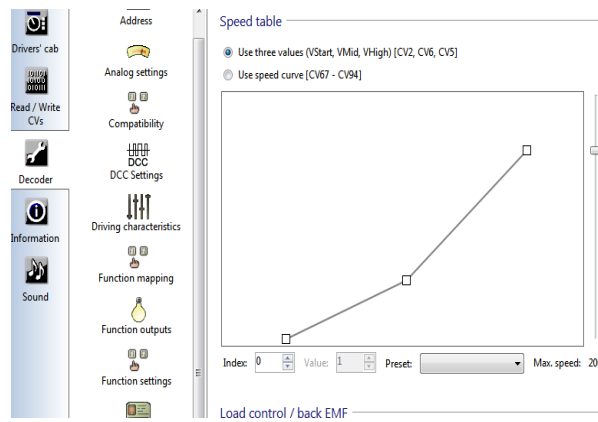 Drivers' cab
Read / Write
CVs
Decoder
Information
Sound
Address
Analog settings
Compatibility
DCC
DCC Settings
Driving characteristics
Function mapping
Function outputs
Function settings
Speed table
Use three values (VStart, VMid, VHigh) [CV2, CV6, CV5]
Use speed curve [CV67 - CV94]
Index: 0 Value: 1 Preset: Max. speed: 20
Load control / back EMF